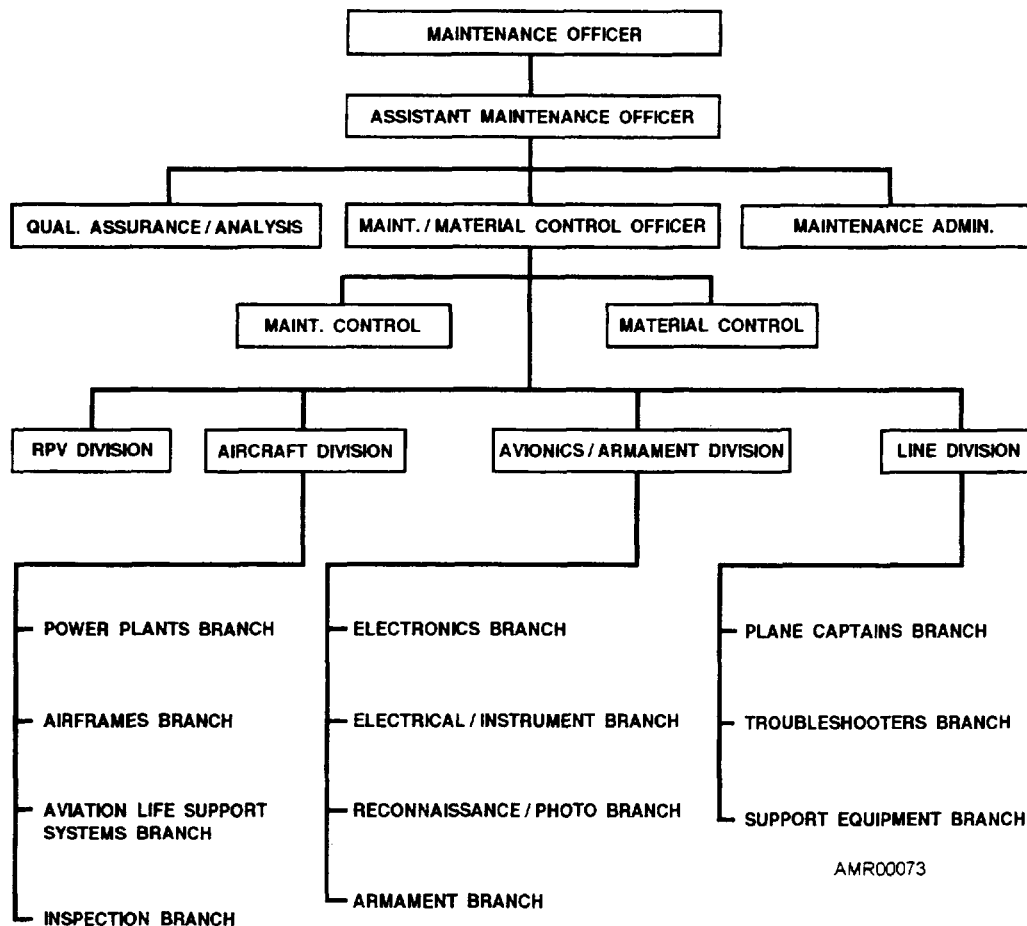 MAINTENANCE OFFICER
ASSISTANT MAINTENANCE OFFICER
QUAL. ASSURANCE / ANALYSIS
MAINT. / MATERIAL CONTROL OFFICER
MAINTENANCE ADMIN.
MAINT. CONTROL
MATERIAL CONTROL
RPV DIVISION
AIRCRAFT DIVISION
AVIONICS / ARMAMENT DIVISION
LINE DIVISION
POWER PLANTS BRANCH
AIRFRAMES BRANCH
AVIATION LIFE SUPPORT
SYSTEMS BRANCH
INSPECTION BRANCH
ELECTRONICS BRANCH
ELECTRICAL / INSTRUMENT BRANCH
RECONNAISSANCE / PHOTO BRANCH
ARMAMENT BRANCH
PLANE CAPTAINS BRANCH
TROUBLESHOOTERS BRANCH
SUPPORT EQUIPMENT BRANCH
AMR00073